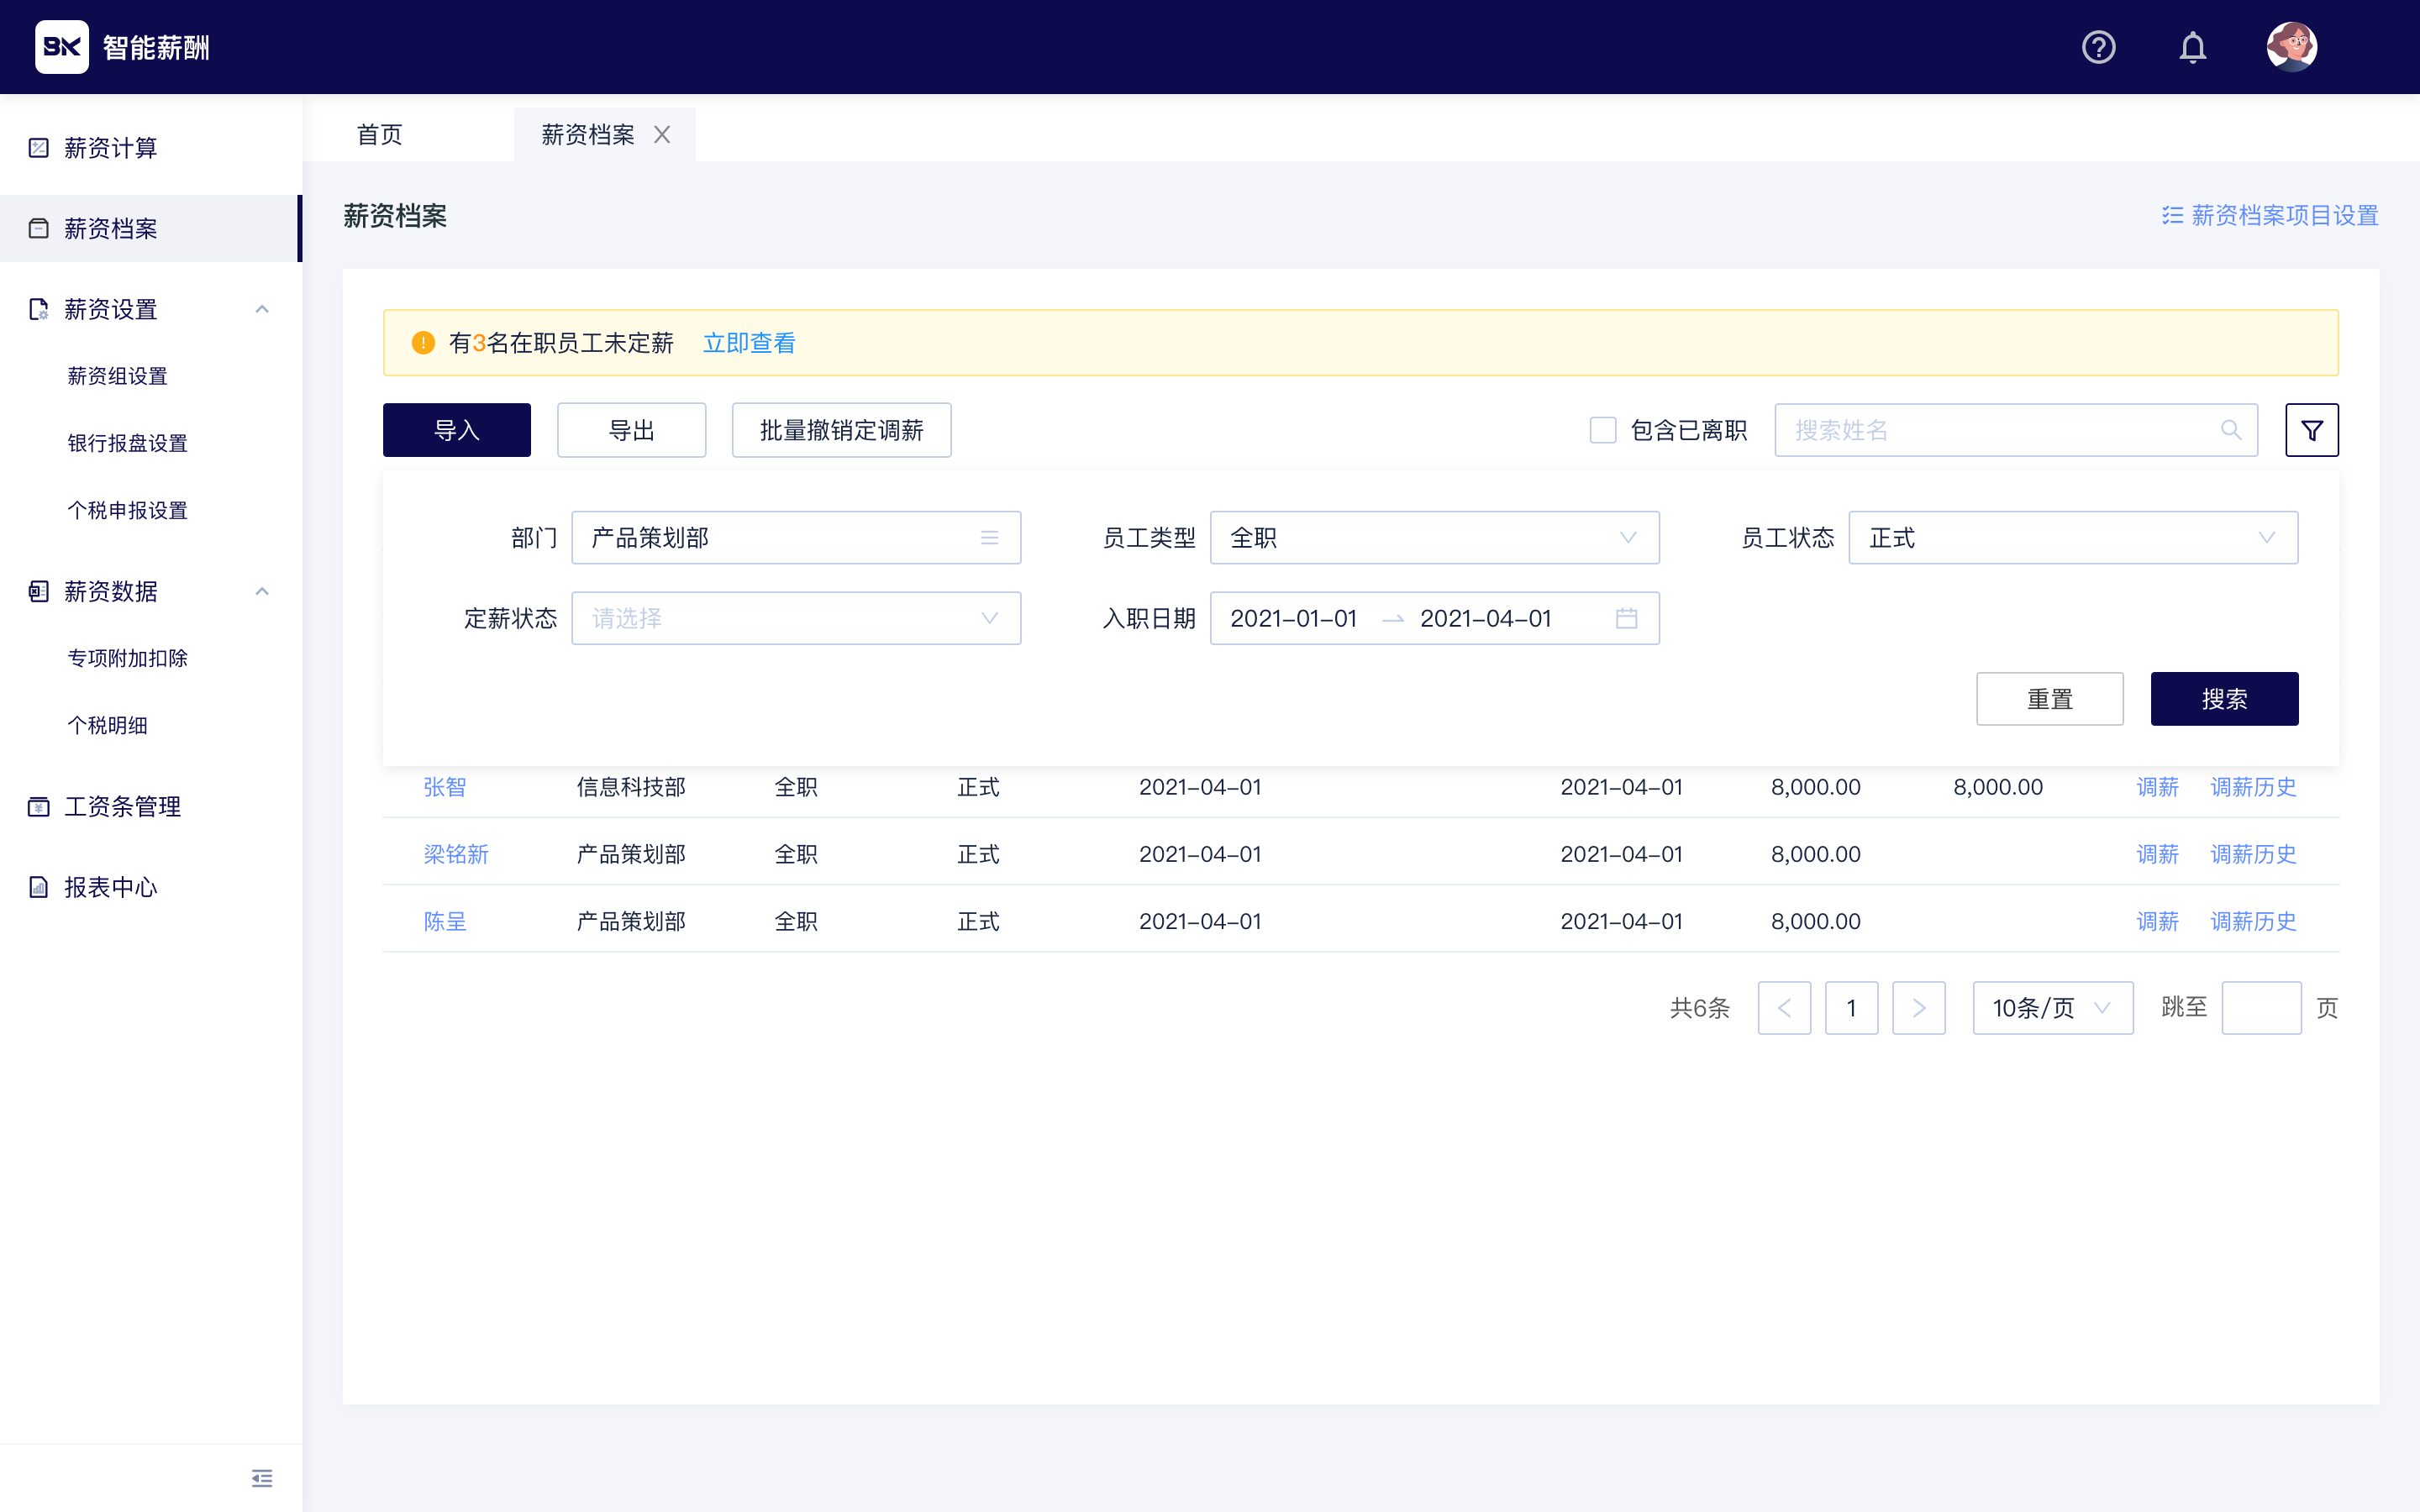 BK 智能薪酬
首页 薪资档案
薪资计算
薪资档案
薪资设置
薪资组设置
银行报盘设置
个税申报设置
薪资数据
专项附加扣除
个税明细
工资条管理
报表中心
薪资档案 薪资档案项目设置
有3名在职员工未定薪 立即查看
导入 导出 批量撤销定调薪 包含已离职 搜索姓名
部门 产品策划部 员工类型 全职 员工状态 正式
定薪状态 请选择 入职日期 2021-01-01 → 2021-04-01
重置 搜索
张智 信息科技部 全职 正式 2021-04-01 2021-04-01 8,000.00 8,000.00 调薪 调薪历史
梁铭新 产品策划部 全职 正式 2021-04-01 2021-04-01 8,000.00 调薪 调薪历史
陈呈 产品策划部 全职 正式 2021-04-01 2021-04-01 8,000.00 调薪 调薪历史
共6条 < 1 > 10条/页 跳至 页